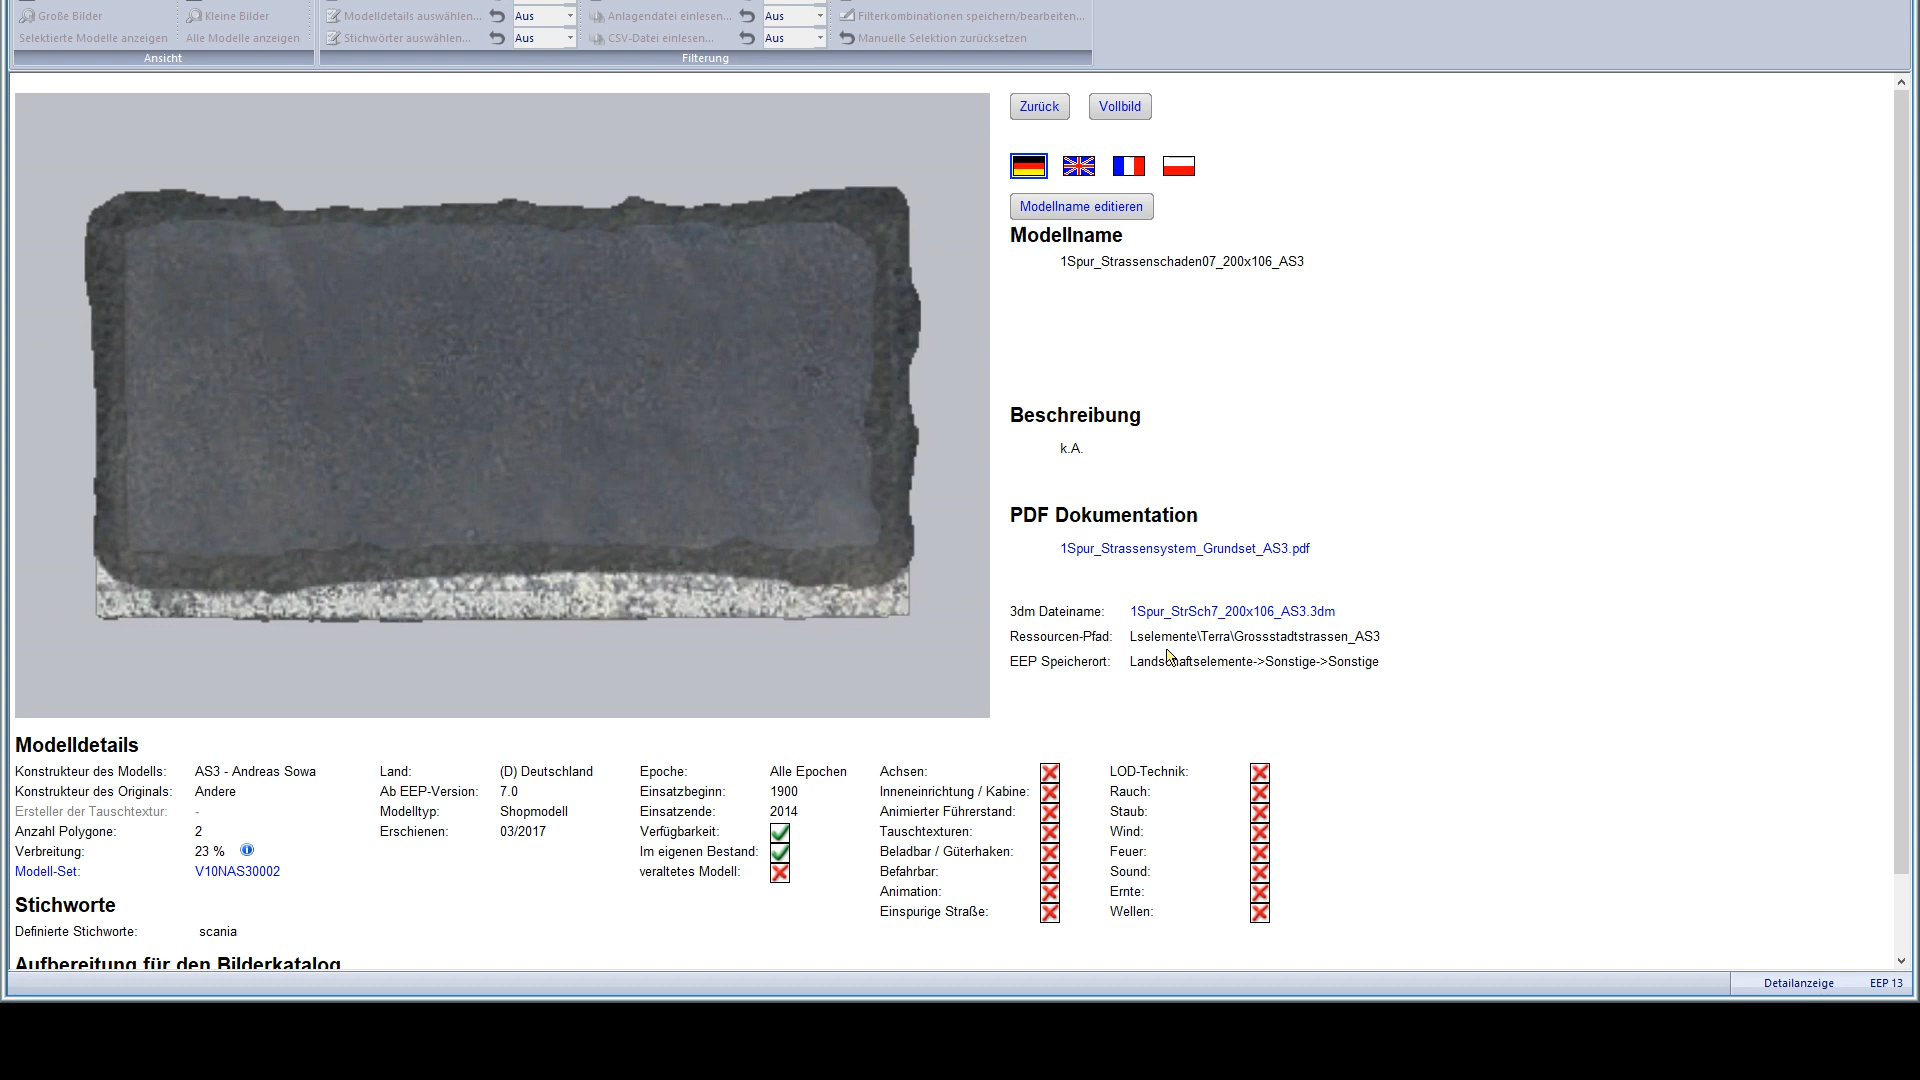 Große Bilder Kleine Bilder Modelldetails auswählen... Aus Anlagendatei einlesen... Aus Filterkombinationen speichern/bearbeiten...
Selektierte Modelle anzeigen Alle Modelle anzeigen Stichwörter auswählen... Aus CSV-Datei einlesen... Aus Manuelle Selektion zurücksetzen
Ansicht Filterung
Zurück Vollbild
Modellname editieren
Modellname
1Spur_Strassenschaden07_200x106_AS3
Beschreibung
k.A.
PDF Dokumentation
1Spur_Strassensystem_Grundset_AS3.pdf
3dm Dateiname: 1Spur_StrSch7_200x106_AS3.3dm
Ressourcen-Pfad: Lselemente\Terra\Grossstadtstrassen_AS3
EEP Speicherort: Landschaftselemente->Sonstige->Sonstige
Modelldetails
Konstrukteur des Modells: AS3 - Andreas Sowa Land: (D) Deutschland Epoche: Alle Epochen Achsen: LOD-Technik:
Konstrukteur des Originals: Andere Ab EEP-Version: 7.0 Einsatzbeginn: 1900 Inneneinrichtung / Kabine: Rauch:
Ersteller der Tauschtextur: - Modelltyp: Shopmodell Einsatzende: 2014 Animierter Führerstand: Staub:
Anzahl Polygone: 2 Erschienen: 03/2017 Verfügbarkeit: Tauschtexturen: Wind:
Verbreitung: 23 % Im eigenen Bestand: Beladbar / Güterhaken: Feuer:
Modell-Set: V10NAS30002 veraltetes Modell: Befahrbar: Sound:
Animation: Ernte:
Stichworte Einspurige Straße: Wellen:
Definierte Stichworte: scania
Aufbereitung für den Bilderkatalog
Detailanzeige EEP 13